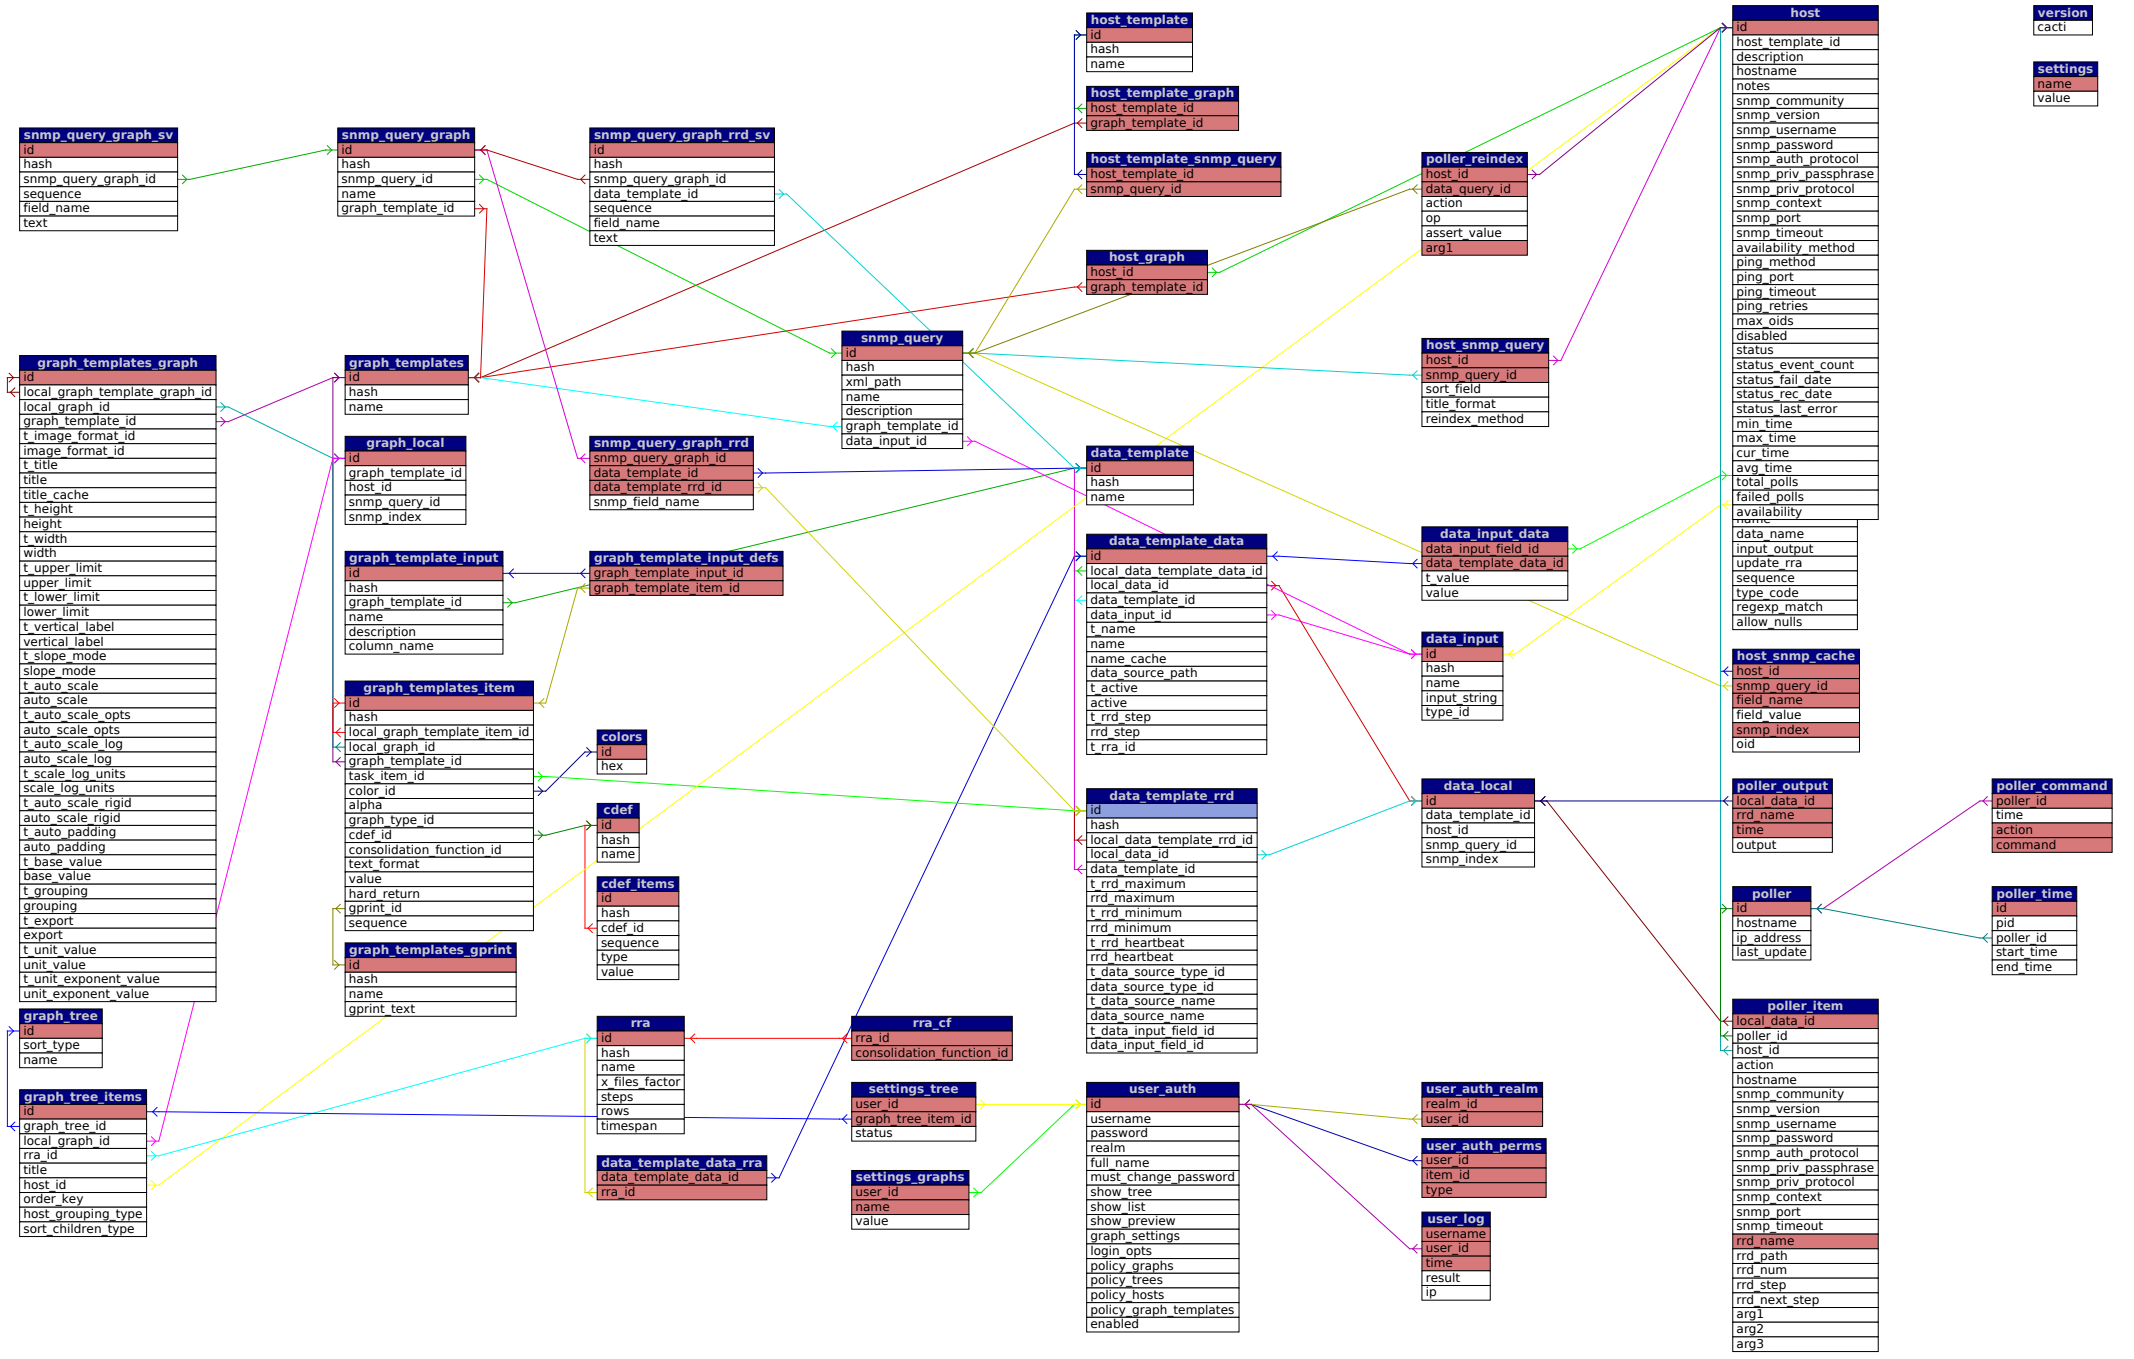 snmp_query_graph_sv
id
hash
snmp_query_graph_id
sequence
field_name
text
snmp_query_graph
id
hash
snmp_query_id
name
graph_template_id
snmp_query_graph_rrd_sv
id
hash
snmp_query_graph_id
data_template_id
sequence
field_name
text
host_template
id
hash
name
host_template_graph
host_template_id
graph_template_id
host_template_snmp_query
host_template_id
snmp_query_id
host_graph
host_id
graph_template_id
poller_reindex
host_id
data_query_id
action
op
assert_value
arg1
host
id
host_template_id
description
hostname
notes
snmp_community
snmp_version
snmp_username
snmp_password
snmp_auth_protocol
snmp_priv_passphrase
snmp_priv_protocol
snmp_context
snmp_port
snmp_timeout
availability_method
ping_method
ping_port
ping_timeout
ping_retries
max_oids
disabled
status
status_event_count
status_fail_date
status_rec_date
status_last_error
min_time
max_time
cur_time
avg_time
total_polls
failed_polls
availability
name
data_name
input_output
update_rra
sequence
type_code
regexp_match
allow_nulls
version
cacti
settings
name
value
graph_templates_graph
id
local_graph_template_graph_id
local_graph_id
graph_template_id
t_image_format_id
image_format_id
t_title
title
title_cache
t_height
height
t_width
width
t_upper_limit
upper_limit
t_lower_limit
lower_limit
t_vertical_label
vertical_label
t_slope_mode
slope_mode
t_auto_scale
auto_scale
t_auto_scale_opts
auto_scale_opts
t_auto_scale_log
auto_scale_log
t_scale_log_units
scale_log_units
t_auto_scale_rigid
auto_scale_rigid
t_auto_padding
auto_padding
t_base_value
base_value
t_grouping
grouping
t_export
export
t_unit_value
unit_value
t_unit_exponent_value
unit_exponent_value
graph_templates
id
hash
name
graph_local
id
graph_template_id
host_id
snmp_query_id
snmp_index
graph_template_input
id
hash
graph_template_id
name
description
column_name
graph_templates_item
id
hash
local_graph_template_item_id
local_graph_id
graph_template_id
task_item_id
color_id
alpha
graph_type_id
cdef_id
consolidation_function_id
text_format
value
hard_return
gprint_id
sequence
graph_templates_gprint
id
hash
name
gprint_text
snmp_query_graph_rrd
snmp_query_graph_id
data_template_id
data_template_rrd_id
snmp_field_name
graph_template_input_defs
graph_template_input_id
graph_template_item_id
colors
id
hex
cdef
id
hash
name
cdef_items
id
hash
cdef_id
sequence
type
value
snmp_query
id
hash
xml_path
name
description
graph_template_id
data_input_id
host_snmp_query
host_id
snmp_query_id
sort_field
title_format
reindex_method
data_template
id
hash
name
data_template_data
id
local_data_template_data_id
local_data_id
data_template_id
data_input_id
t_name
name
name_cache
data_source_path
t_active
active
t_rrd_step
rrd_step
t_rra_id
data_input_data
data_input_field_id
data_template_data_id
t_value
value
data_input
id
hash
name
input_string
type_id
host_snmp_cache
host_id
snmp_query_id
field_name
field_value
snmp_index
oid
data_template_rrd
id
hash
local_data_template_rrd_id
local_data_id
data_template_id
t_rrd_maximum
rrd_maximum
t_rrd_minimum
rrd_minimum
t_rrd_heartbeat
rrd_heartbeat
t_data_source_type_id
data_source_type_id
t_data_source_name
data_source_name
t_data_input_field_id
data_input_field_id
data_local
id
data_template_id
host_id
snmp_query_id
snmp_index
poller_output
local_data_id
rrd_name
time
output
poller_command
poller_id
time
action
command
poller
id
hostname
ip_address
last_update
poller_time
id
pid
poller_id
start_time
end_time
graph_tree
id
sort_type
name
graph_tree_items
id
graph_tree_id
local_graph_id
rra_id
title
host_id
order_key
host_grouping_type
sort_children_type
rra
id
hash
name
x_files_factor
steps
rows
timespan
data_template_data_rra
data_template_data_id
rra_id
rra_cf
rra_id
consolidation_function_id
settings_tree
user_id
graph_tree_item_id
status
settings_graphs
user_id
name
value
user_auth
id
username
password
realm
full_name
must_change_password
show_tree
show_list
show_preview
graph_settings
login_opts
policy_graphs
policy_trees
policy_hosts
policy_graph_templates
enabled
user_auth_realm
realm_id
user_id
user_auth_perms
user_id
item_id
type
user_log
username
user_id
time
result
ip
poller_item
local_data_id
poller_id
host_id
action
hostname
snmp_community
snmp_version
snmp_username
snmp_password
snmp_auth_protocol
snmp_priv_passphrase
snmp_priv_protocol
snmp_context
snmp_port
snmp_timeout
rrd_name
rrd_path
rrd_num
rrd_step
rrd_next_step
arg1
arg2
arg3